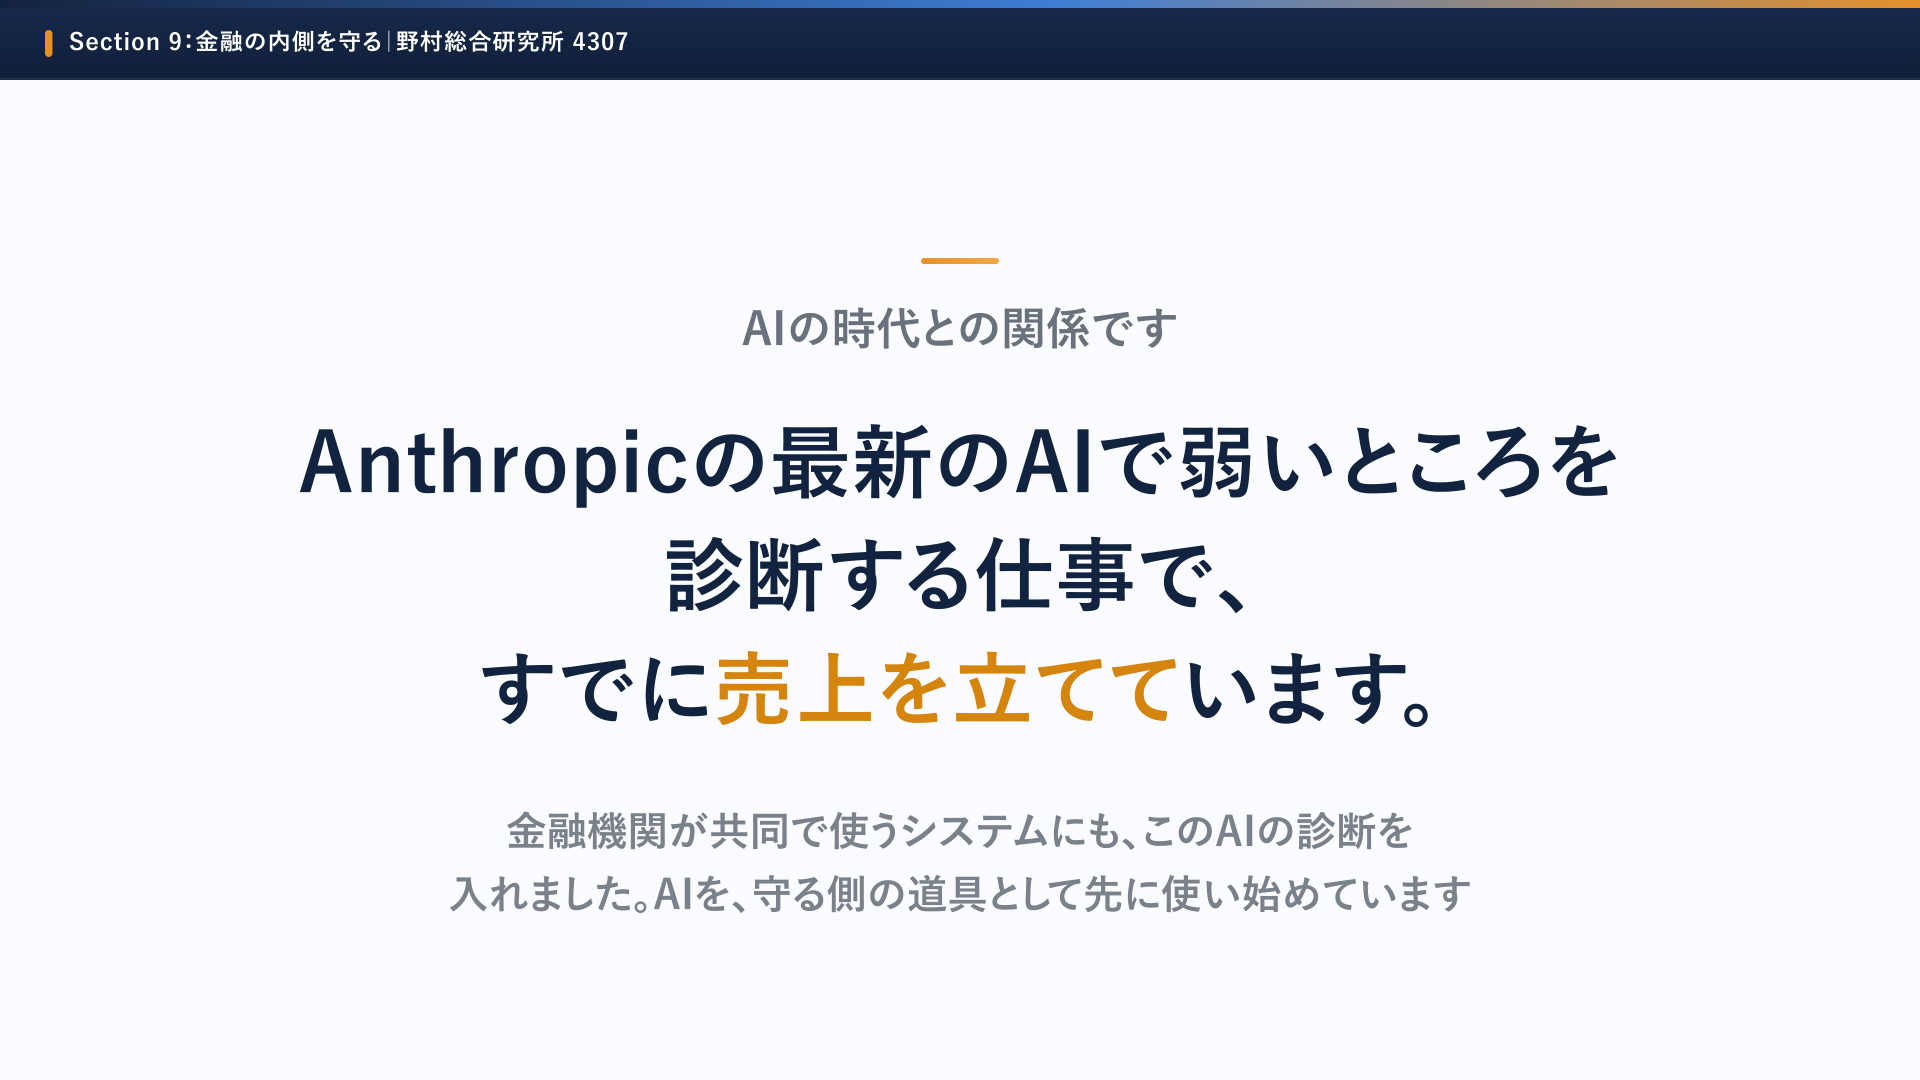 Section 9：金融の内側を守る｜野村総合研究所 4307
AIの時代との関係です
Anthropicの最新のAIで弱いところを
診断する仕事で、
すでに売上を立てています。
金融機関が共同で使うシステムにも、このAIの診断を
入れました。AIを、守る側の道具として先に使い始めています